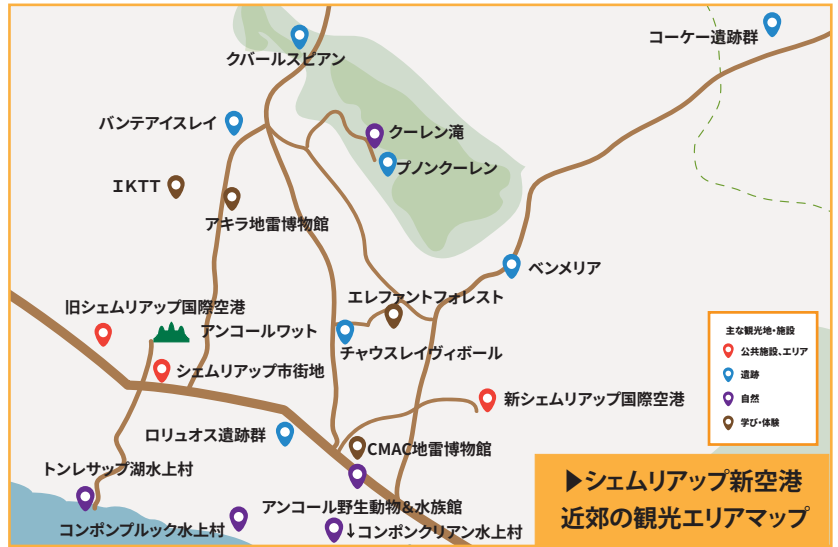 クバールスピアン
コーケー遺跡群
バンテアイスレイ
クーレン滝
プノンクーレン
IKTT
アキラ地雷博物館
ベンメリア
エレファントフォレスト
旧シェムリアップ国際空港
アンコールワット
チャウスレイヴィボール
シェムリアップ市街地
新シェムリアップ国際空港
ロリュオス遺跡群
CMAC地雷博物館
トンレサップ湖水上村
アンコール野生動物&水族館
コンポンプルック水上村
↓コンポンクリアン水上村
主な観光地・施設
公共施設、エリア
遺跡
自然
学び・体験
▶シェムリアップ新空港
近郊の観光エリアマップ